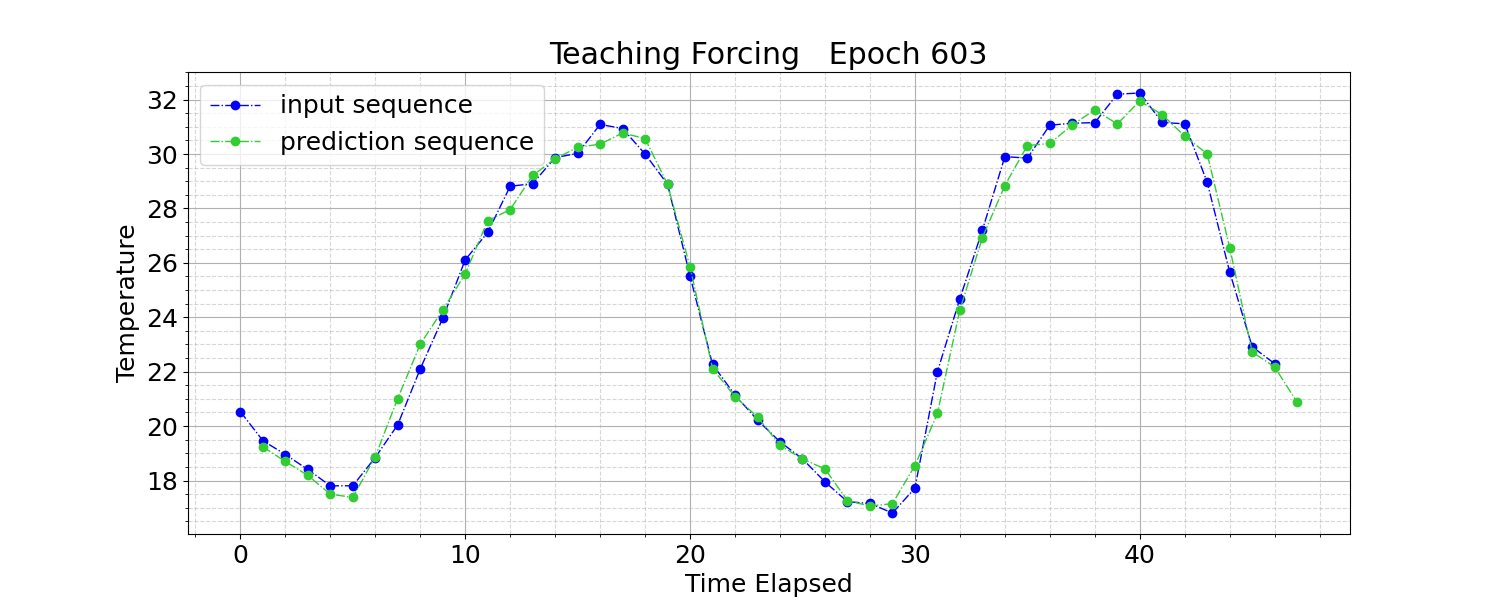 Teaching Forcing   Epoch 603
input sequence
prediction sequence
32
30
28
26
24
22
20
18
Temperature
0 10 20 30 40
Time Elapsed